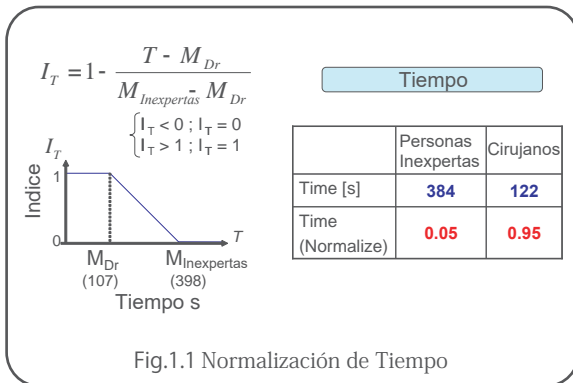 I_T = 1 - (T - M_Dr) / (M_Inexpertas - M_Dr)
{ I_T < 0 ; I_T = 0
{ I_T > 1 ; I_T = 1
I_T
1
Indice
0
T
M_Dr
(107)
M_Inexpertas
(398)
Tiempo s
Tiempo
Personas Inexpertas
Cirujanos
Time [s]
384
122
Time (Normalize)
0.05
0.95
Fig.1.1 Normalización de Tiempo